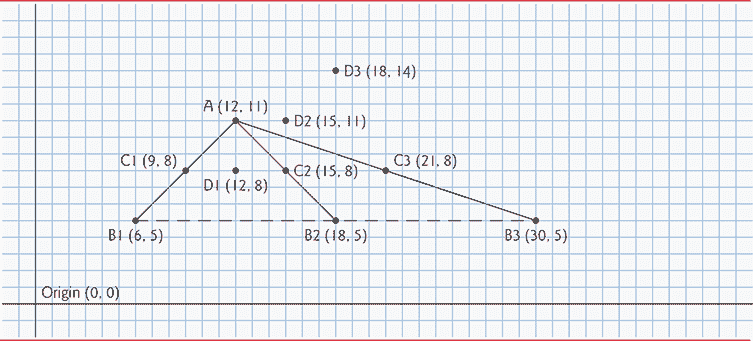 D3 (18, 14)
A (12, 11)
D2 (15, 11)
C1 (9, 8)
D1 (12, 8)
C2 (15, 8)
C3 (21, 8)
B1 (6, 5)
B2 (18, 5)
B3 (30, 5)
Origin (0, 0)